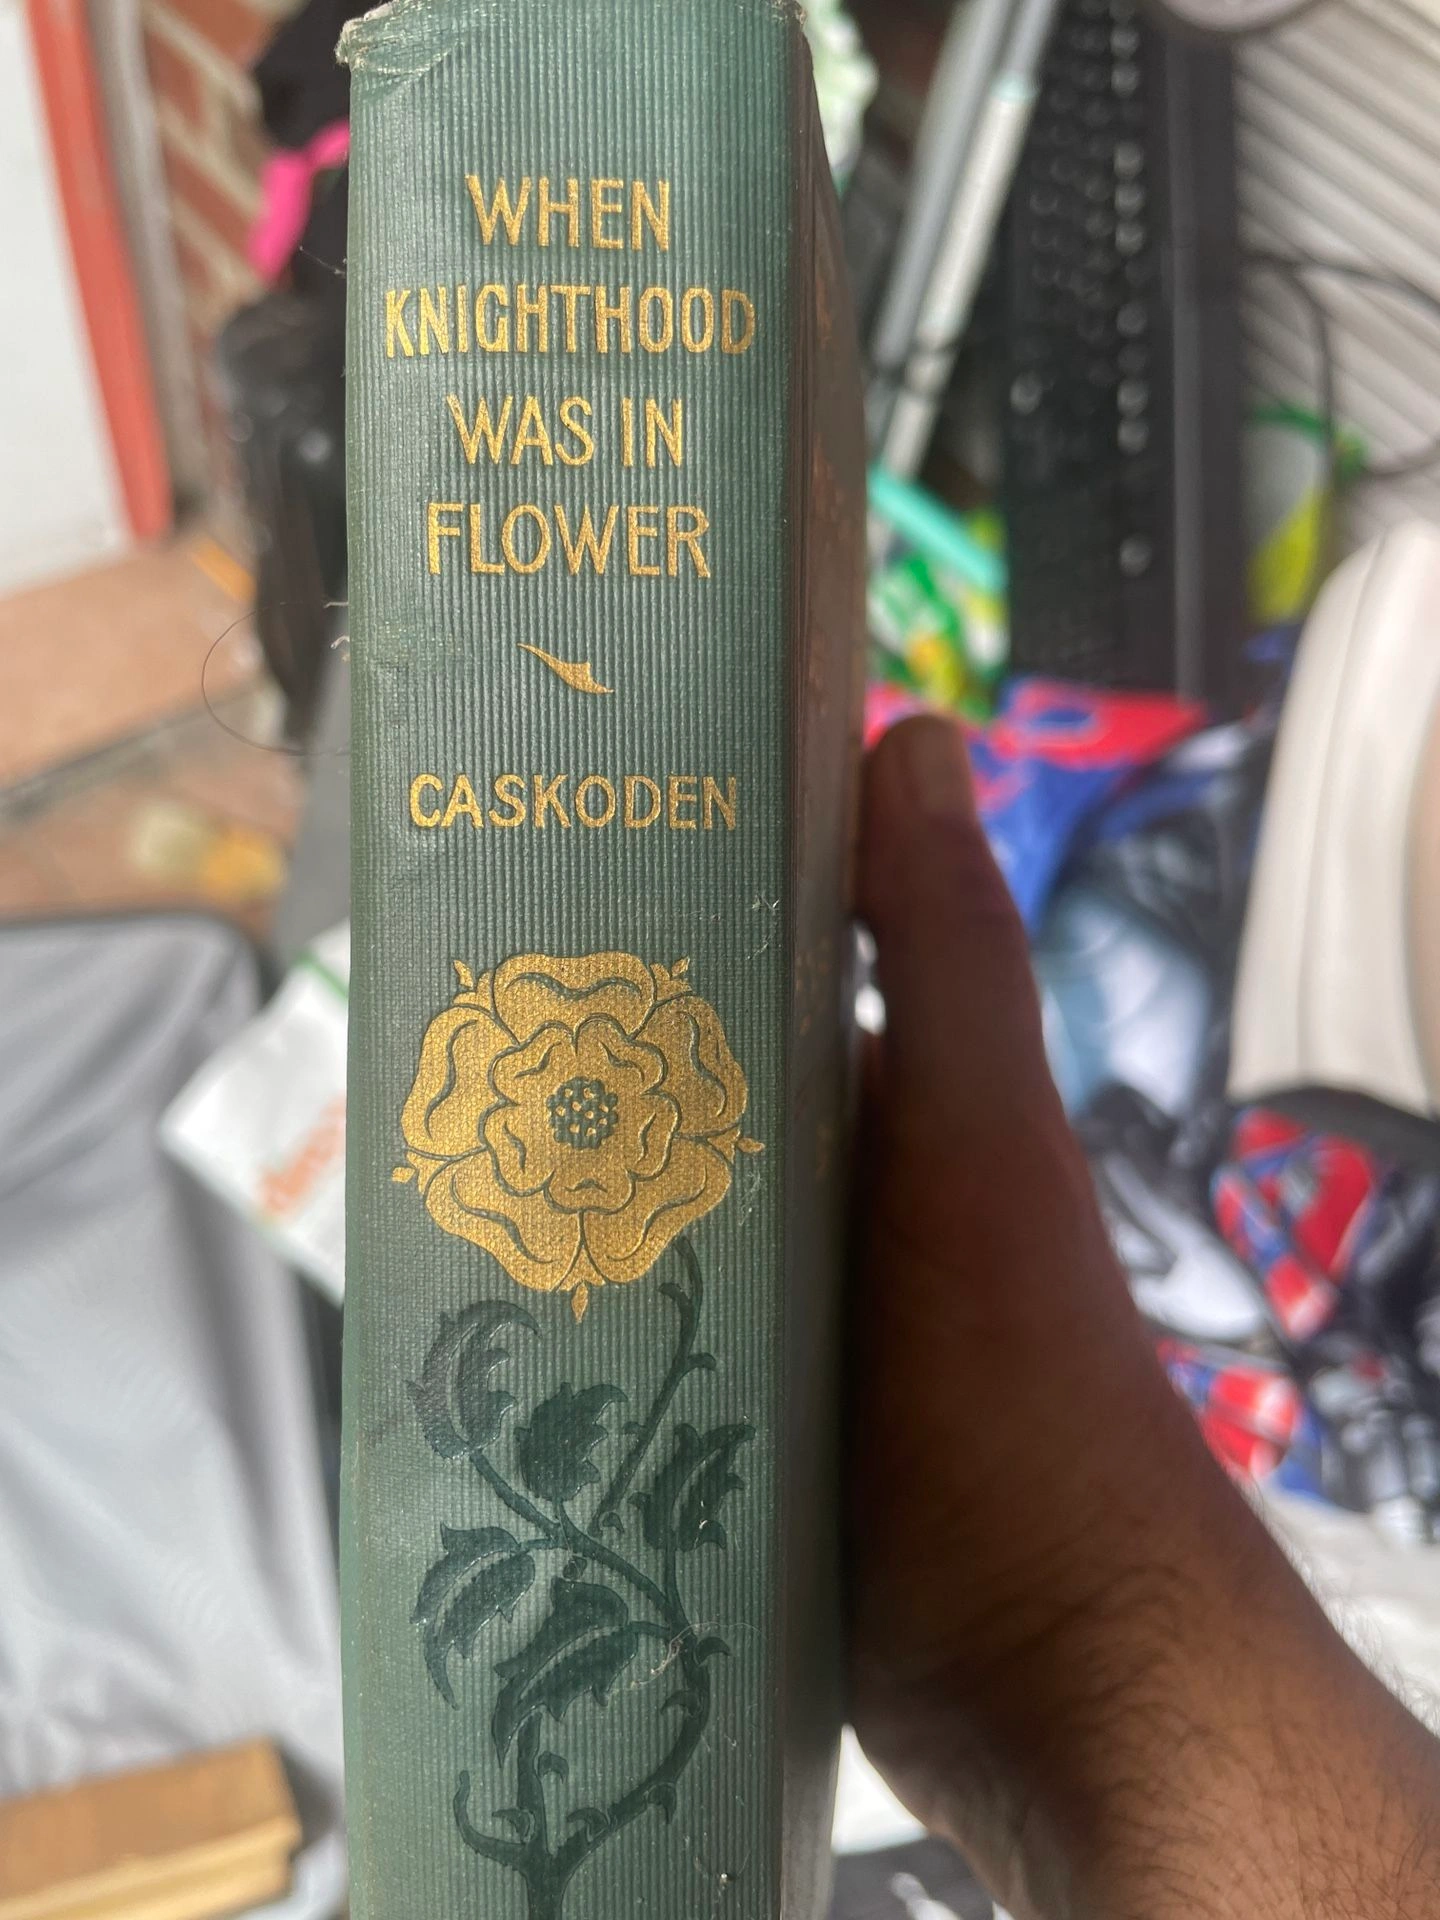 WHEN
KNIGHTHOOD
WAS IN
FLOWER
CASKODEN